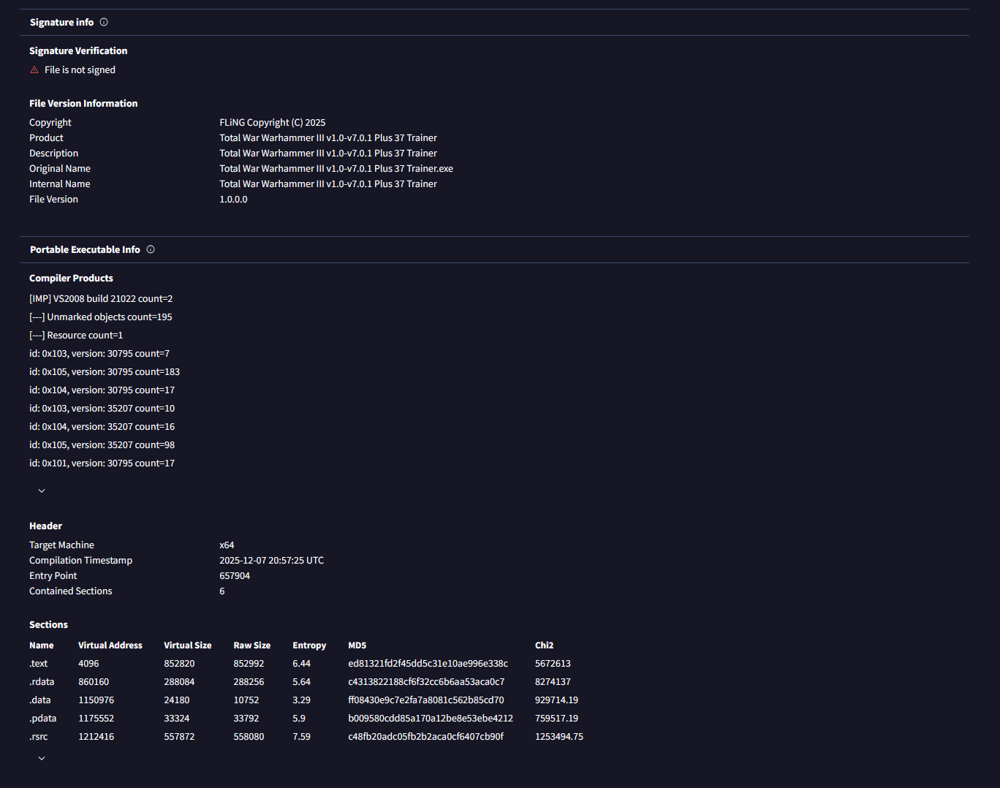 Signature info
Signature Verification
File is not signed
File Version Information
Copyright FLiNG Copyright (C) 2025
Product Total War Warhammer III v1.0-v7.0.1 Plus 37 Trainer
Description Total War Warhammer III v1.0-v7.0.1 Plus 37 Trainer
Original Name Total War Warhammer III v1.0-v7.0.1 Plus 37 Trainer.exe
Internal Name Total War Warhammer III v1.0-v7.0.1 Plus 37 Trainer
File Version 1.0.0.0
Portable Executable Info
Compiler Products
[IMP] VS2008 build 21022 count=2
[---] Unmarked objects count=195
[---] Resource count=1
id: 0x103, version: 30795 count=7
id: 0x105, version: 30795 count=183
id: 0x104, version: 30795 count=17
id: 0x103, version: 35207 count=10
id: 0x104, version: 35207 count=16
id: 0x105, version: 35207 count=98
id: 0x101, version: 30795 count=17
Header
Target Machine x64
Compilation Timestamp 2025-12-07 20:57:25 UTC
Entry Point 657904
Contained Sections 6
Sections
Name Virtual Address Virtual Size Raw Size Entropy MD5 Chi2
.text 4096 852820 852992 6.44 ed81321fd2f45dd5c31e10ae996e338c 5672613
.rdata 860160 288084 288256 5.64 c4313822188cf6f32cc6b6aa53aca0c7 8274137
.data 1150976 24180 10752 3.29 ff08430e9c7e2fa7a8081c562b85cd70 929714.19
.pdata 1175552 33324 33792 5.9 b009580cdd85a170a12be8e53ebe4212 759517.19
.rsrc 1212416 557872 558080 7.59 c48fb20adc05fb2b2aca0cf6407cb90f 1253494.75